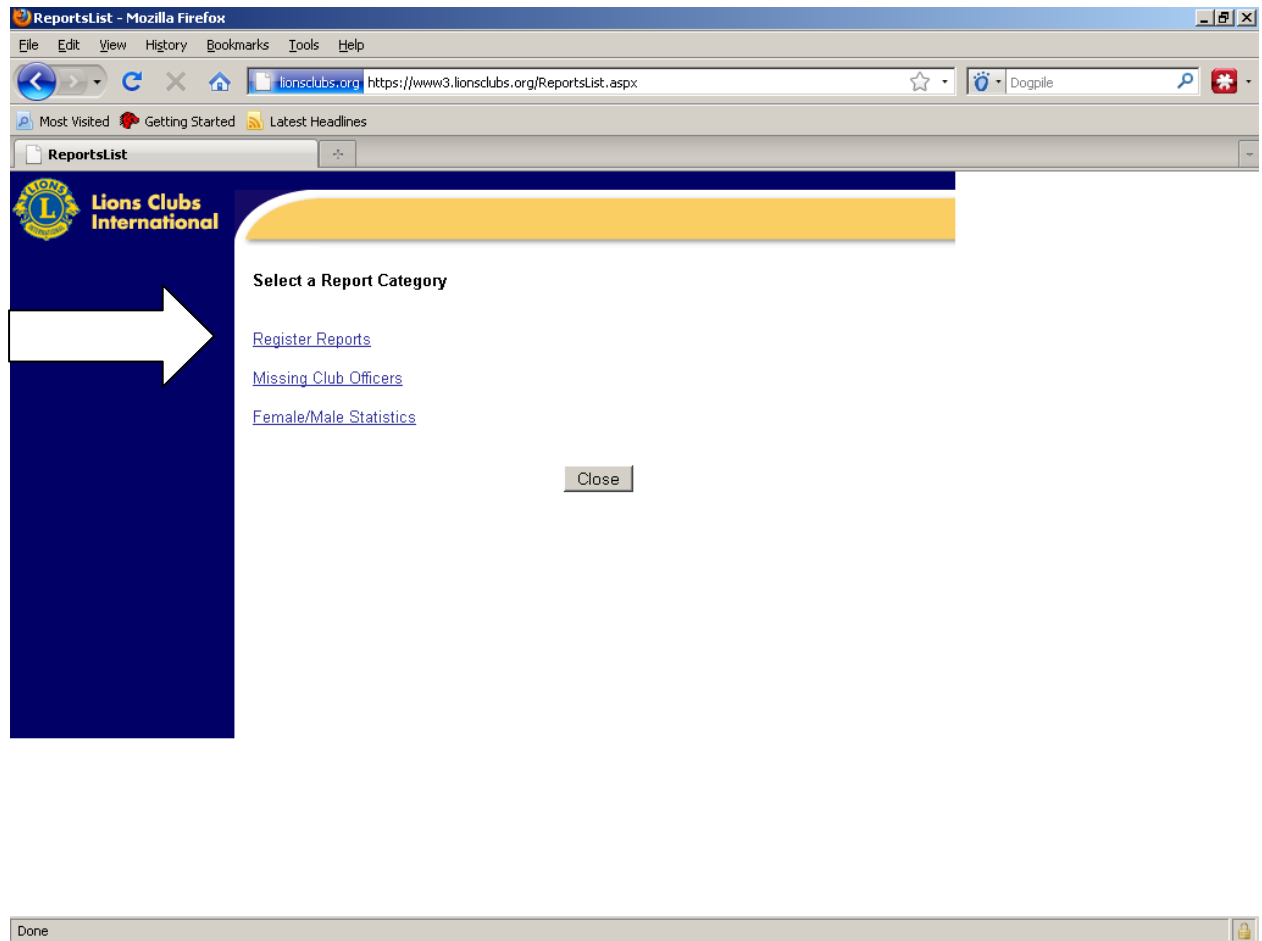 ReportsList - Mozilla Firefox
File Edit View History Bookmarks Tools Help
lionsclubs.org https://www3.lionsclubs.org/ReportsList.aspx Dogpile
Most Visited Getting Started Latest Headlines
ReportsList
LIONS
L
INTERNATIONAL
Lions Clubs
International
Select a Report Category
Register Reports
Missing Club Officers
Female/Male Statistics
Close
Done